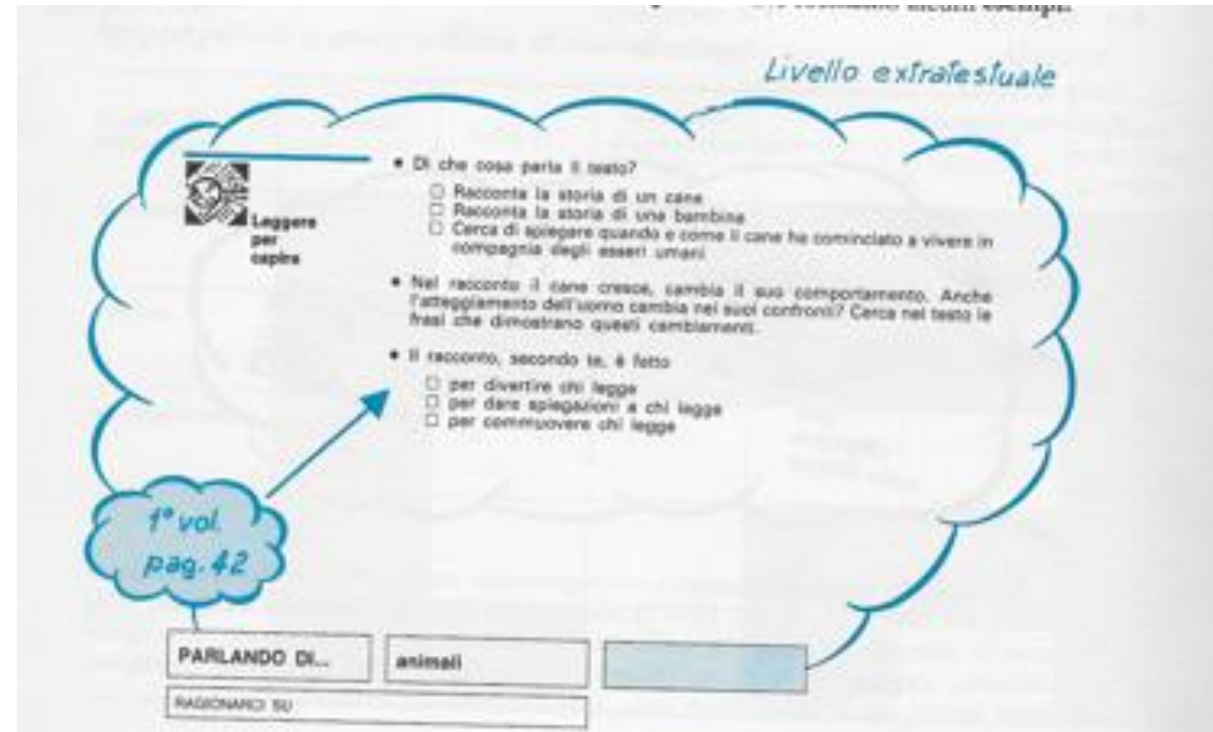 alcuni esempi.
Livello extratestuale
Leggere
per
capire
• Di che cosa parla il testo?
□ Racconta la storia di un cane
□ Racconta la storia di una bambina
□ Cerca di spiegare quando e come il cane ha cominciato a vivere in
compagnia degli esseri umani
• Nel racconto il cane cresce, cambia il suo comportamento. Anche
l'atteggiamento dell'uomo cambia nei suoi confronti? Cerca nel testo le
frasi che dimostrano questi cambiamenti.
• Il racconto, secondo te, è fatto
□ per divertire chi legge
□ per dare spiegazioni a chi legge
□ per commuovere chi legge
1° vol.
pag. 42
PARLANDO DI...
animali
RAGIONARCI SU